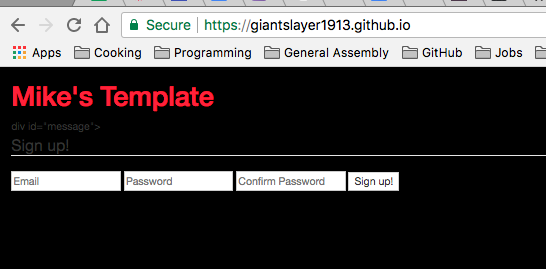 Secure https://giantslayer1913.github.io
Apps Cooking Programming General Assembly GitHub Jobs
Mike's Template
div id="message">
Sign up!
Email Password Confirm Password Sign up!